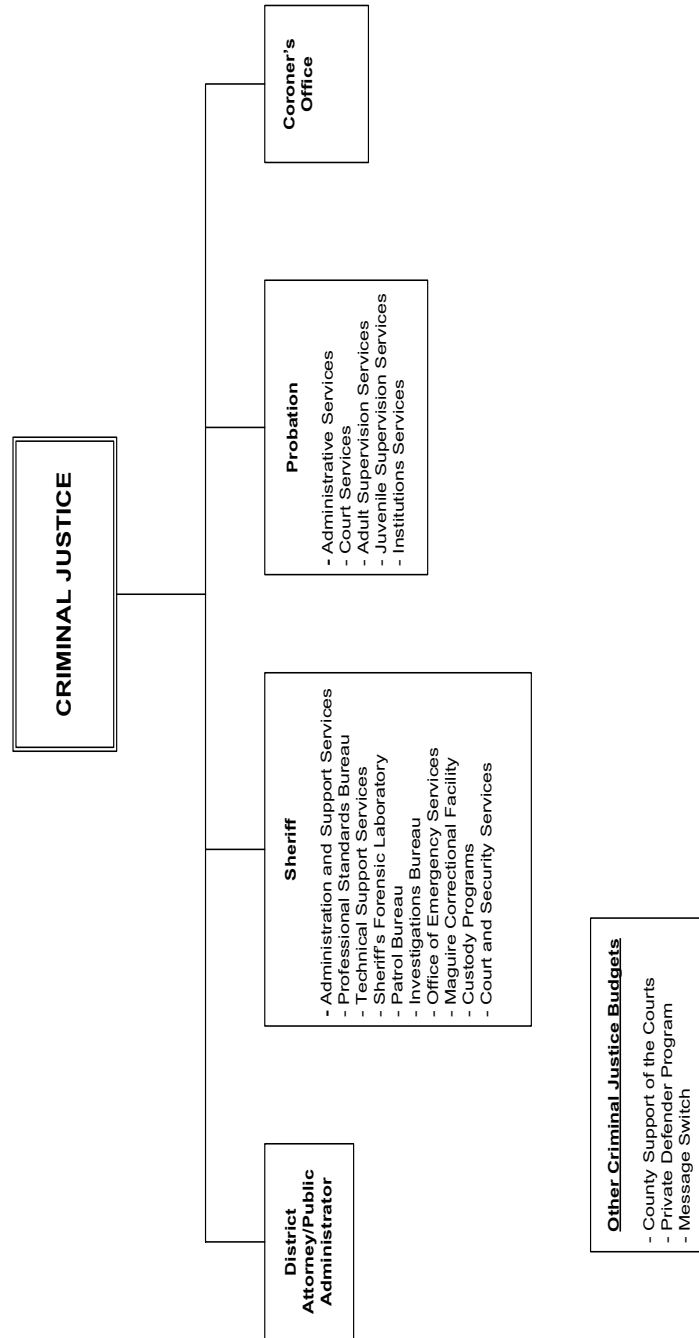 CRIMINAL JUSTICE
District
Attorney/Public
Administrator
Sheriff
- Administration and Support Services
- Professional Standards Bureau
- Technical Support Services
- Sheriff's Forensic Laboratory
- Patrol Bureau
- Investigations Bureau
- Office of Emergency Services
- Maguire Correctional Facility
- Custody Programs
- Court and Security Services
Probation
- Administrative Services
- Court Services
- Adult Supervision Services
- Juvenile Supervision Services
- Institutions Services
Coroner's
Office
Other Criminal Justice Budgets
- County Support of the Courts
- Private Defender Program
- Message Switch